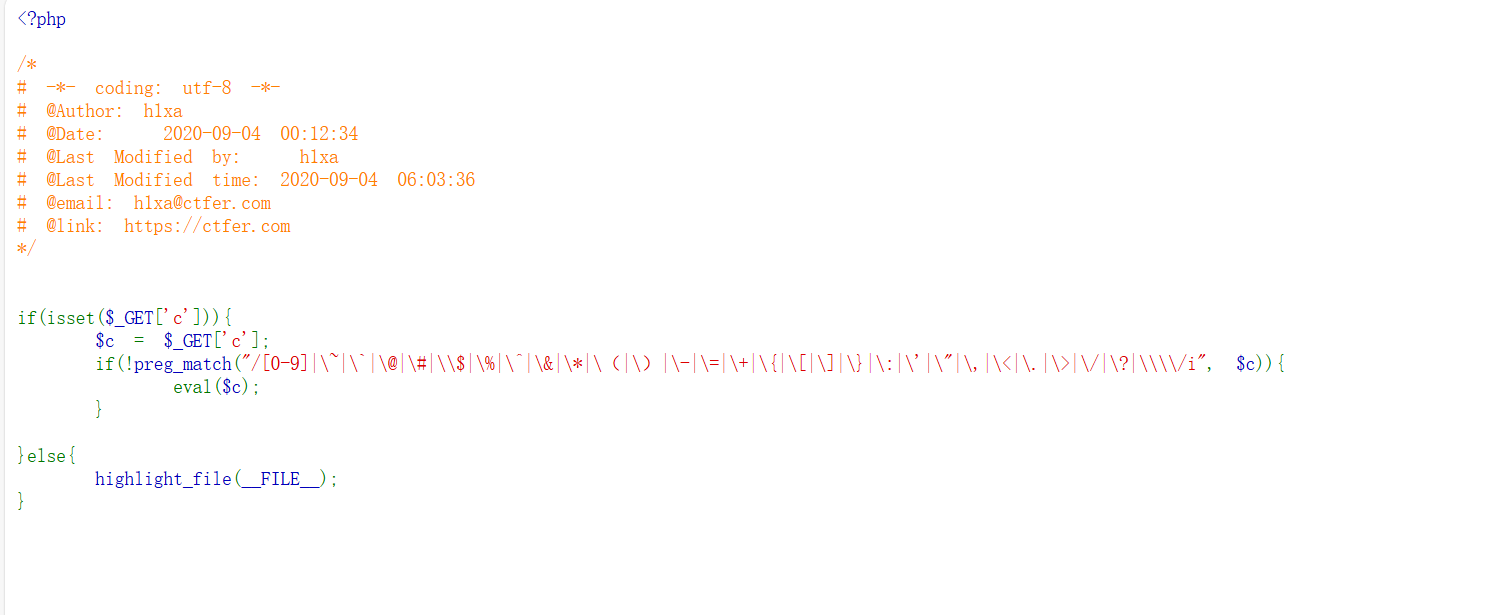 <?php
/*
# -*- coding: utf-8 -*-
# @Author: h1xa
# @Date:   2020-09-04 00:12:34
# @Last Modified by:   h1xa
# @Last Modified time: 2020-09-04 06:03:36
# @email: h1xa@ctfer.com
# @link: https://ctfer.com
*/
if(isset($_GET['c'])){
    $c = $_GET['c'];
    if(!preg_match("/[0-9]|\~|\`|\@|\#|\\$|\%|\^|\&|\*|\（|\）|\-|\=|\+|\{|\[|\]|\}|\:|\'|\"|\,|\<|\.|\>|\/|\?|\\\\/i", $c)){
        eval($c);
    }
}else{
    highlight_file(__FILE__);
}